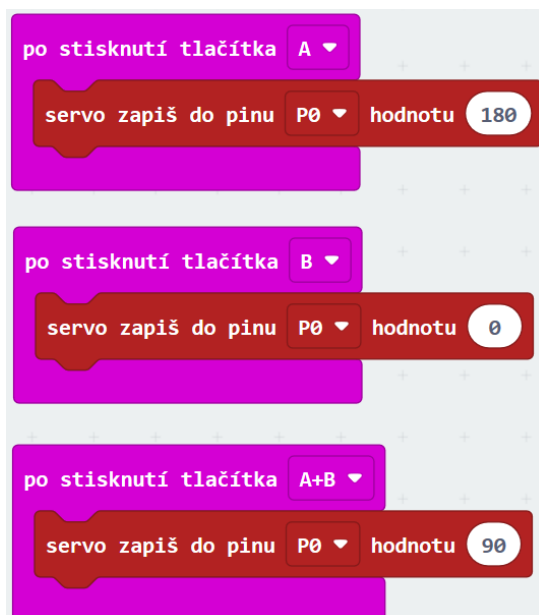 po stisknutí tlačítka A
servo zapiš do pinu P0 hodnotu 180
po stisknutí tlačítka B
servo zapiš do pinu P0 hodnotu 0
po stisknutí tlačítka A+B
servo zapiš do pinu P0 hodnotu 90